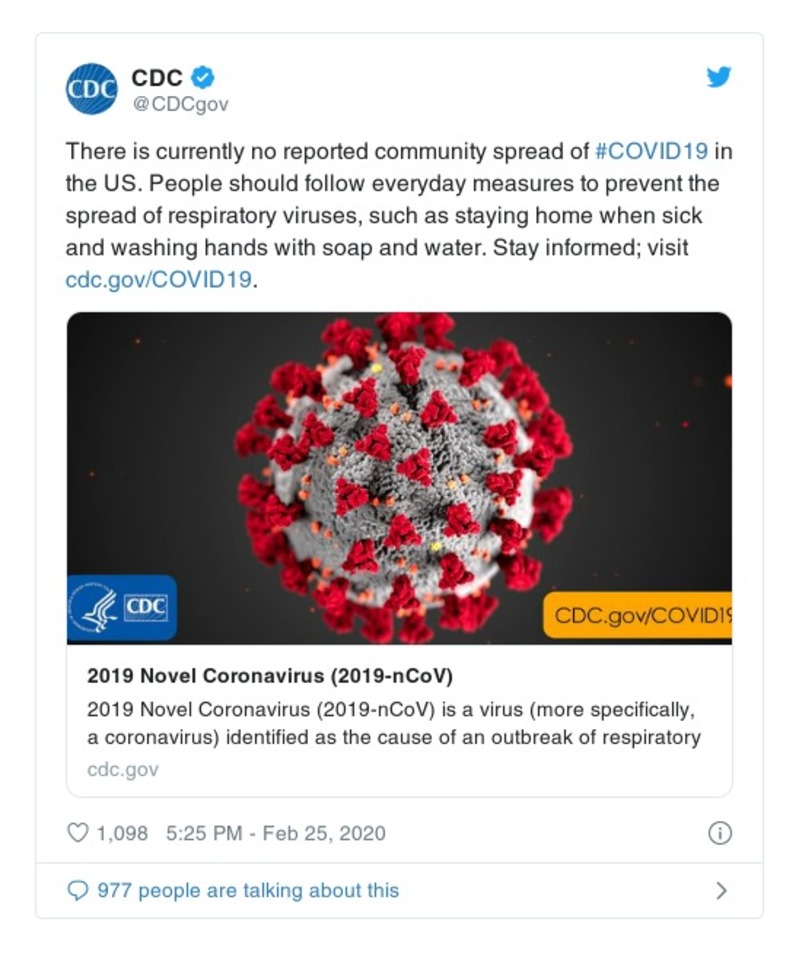 CDC
CDC
@CDCgov
There is currently no reported community spread of #COVID19 in
the US. People should follow everyday measures to prevent the
spread of respiratory viruses, such as staying home when sick
and washing hands with soap and water. Stay informed; visit
cdc.gov/COVID19.
CDC
CDC.gov/COVID19
2019 Novel Coronavirus (2019-nCoV)
2019 Novel Coronavirus (2019-nCoV) is a virus (more specifically,
a coronavirus) identified as the cause of an outbreak of respiratory
cdc.gov
1,098 5:25 PM - Feb 25, 2020
977 people are talking about this